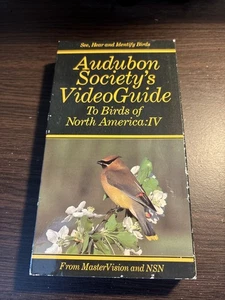 See, Hear and Identify Birds
Audubon
Society's
VideoGuide
To Birds of
North America:IV
From MasterVision and NSN